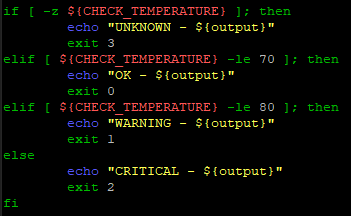 if [ -z ${CHECK_TEMPERATURE} ]; then
echo "UNKNOWN - ${output}"
exit 3
elif [ ${CHECK_TEMPERATURE} -le 70 ]; then
echo "OK - ${output}"
exit 0
elif [ ${CHECK_TEMPERATURE} -le 80 ]; then
echo "WARNING - ${output}"
exit 1
else
echo "CRITICAL - ${output}"
exit 2
fi